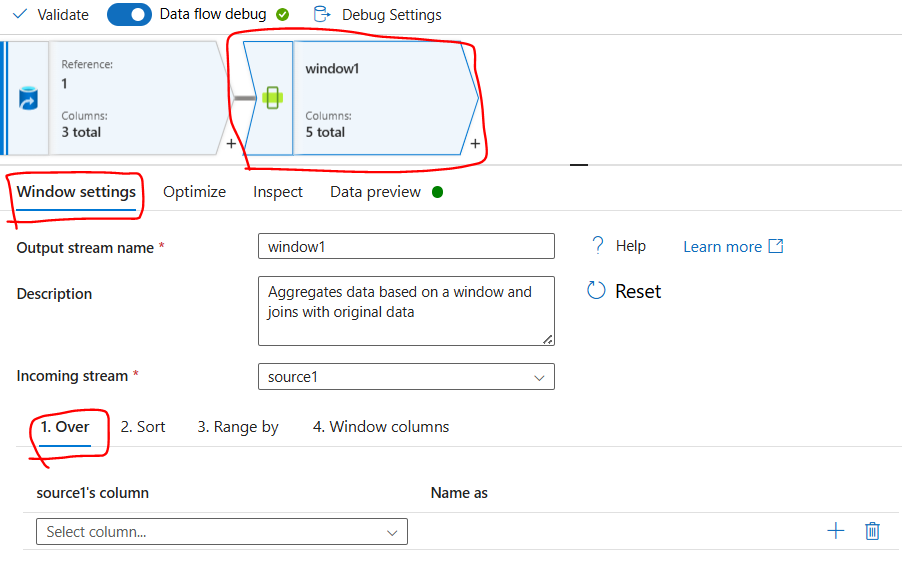 Validate Data flow debug Debug Settings
Reference:
1
Columns:
3 total
+
window1
Columns:
5 total
+
Window settings Optimize Inspect Data preview
Output stream name * window1 ? Help Learn more
Description Aggregates data based on a window and
joins with original data
Reset
Incoming stream * source1
1. Over 2. Sort 3. Range by 4. Window columns
source1's column Name as
Select column...